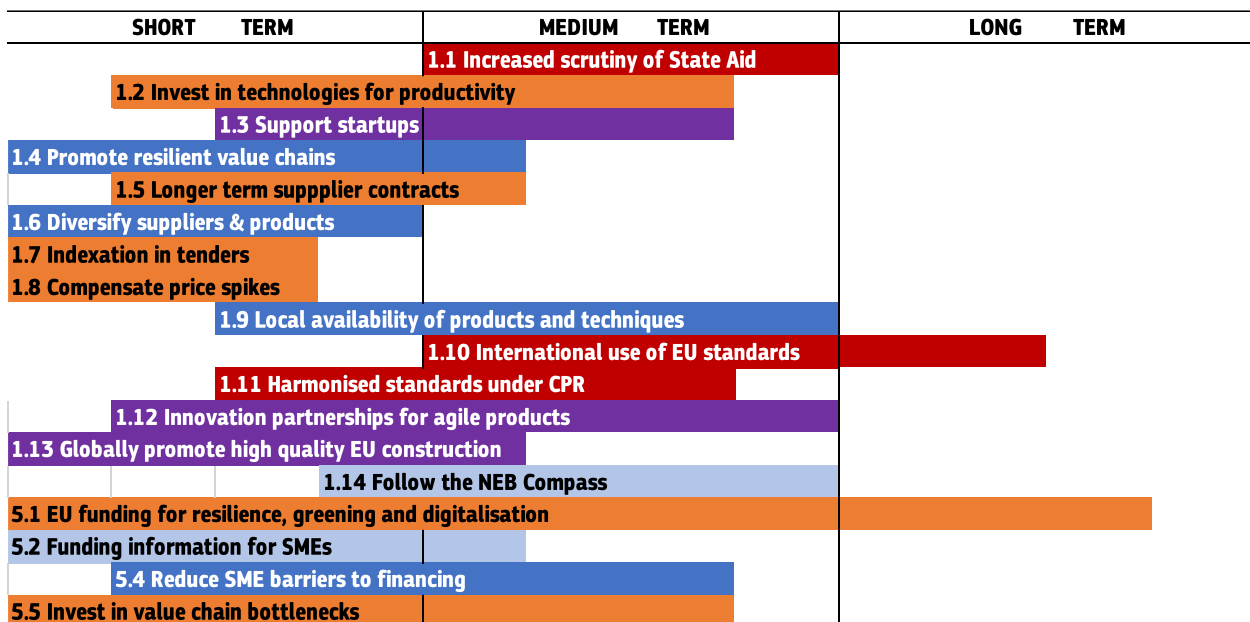 SHORT TERM MEDIUM TERM LONG TERM
1.1 Increased scrutiny of State Aid
1.2 Invest in technologies for productivity
1.3 Support startups
1.4 Promote resilient value chains
1.5 Longer term suppplier contracts
1.6 Diversify suppliers & products
1.7 Indexation in tenders
1.8 Compensate price spikes
1.9 Local availability of products and techniques
1.10 International use of EU standards
1.11 Harmonised standards under CPR
1.12 Innovation partnerships for agile products
1.13 Globally promote high quality EU construction
1.14 Follow the NEB Compass
5.1 EU funding for resilience, greening and digitalisation
5.2 Funding information for SMEs
5.4 Reduce SME barriers to financing
5.5 Invest in value chain bottlenecks